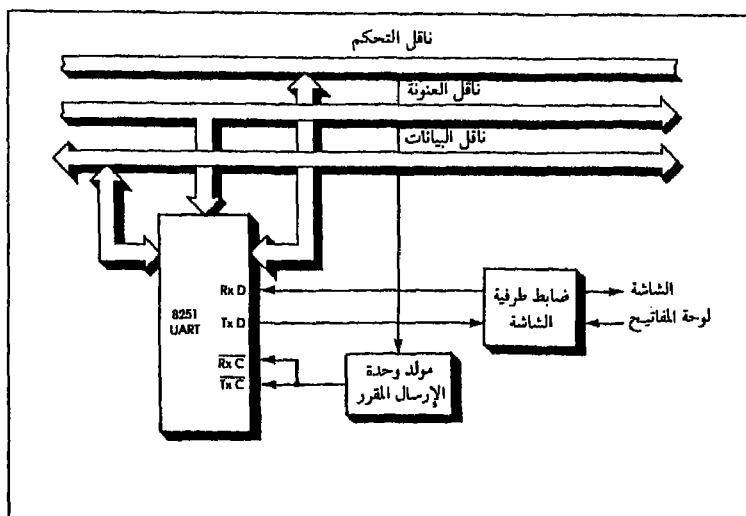 ناقل التحكم
ناقل العنونة
ناقل البيانات
8251
UART
Rx D
Tx D
Rx C
Tx C
ضابط طرفية
الشاشة
الشاشة
لوحة المفاتيح
مولد وحدة
الإرسال المقرر